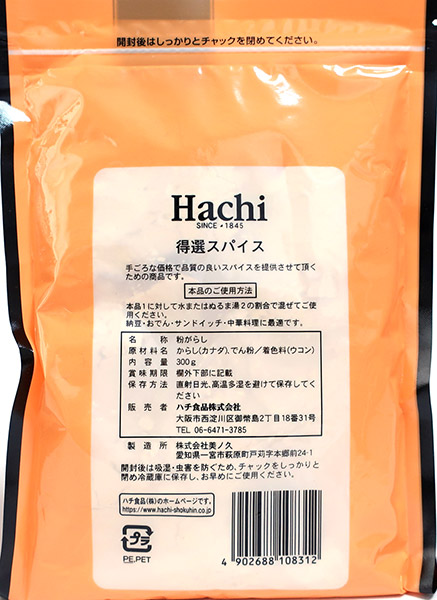 開封後はしっかりとチャックを閉めてください。
Hachi
SINCE・1845
得選スパイス
手ごろな価格で品質の良いスパイスを提供させて頂く
ための商品です。
本品のご使用方法
本品1に対して水またはぬるま湯2の割合で混ぜてご使
用ください。
納豆・おでん・サンドイッチ・中華料理に最適です。
名称 粉がらし
原材料名 からし(カナダ)、でん粉/着色料(ウコン)
内容量 300g
賞味期限 欄外下部に記載
保存方法 直射日光、高温多湿を避けて保存してく
ださい
販売者 ハチ食品株式会社
大阪市西淀川区御幣島2丁目18番31号
TEL 06-6471-3785
製造所 株式会社美ノ久
愛知県一宮市萩原町戸苅字本郷前24-1
開封後は吸湿・虫害を防ぐため、チャックをしっかりと
閉め冷蔵庫に保存し、お早めにご使用ください。
ハチ食品(株)のホームページです。
https://www.hachi-shokuhin.co.jp
プラ
PE,PET
4 902688 108312